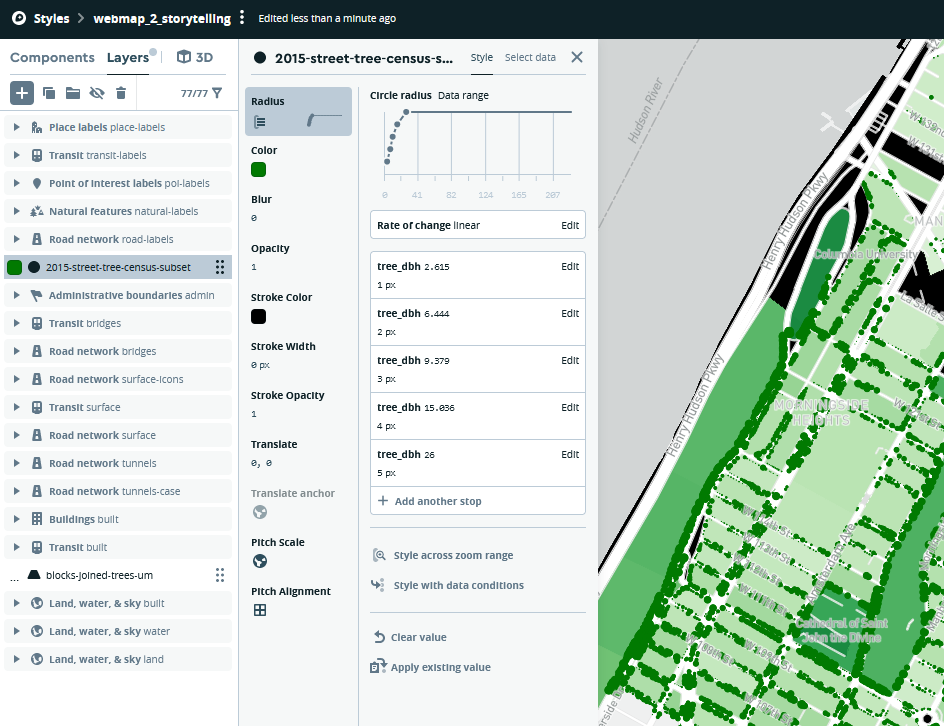 Styles > webmap_2_storytelling Edited less than a minute ago
Components Layers 3D
77/77
Place labels place-labels
Transit transit-labels
Point of interest labels poi-labels
Natural features natural-labels
Road network road-labels
2015-street-tree-census-subset
Administrative boundaries admin
Transit bridges
Road network bridges
Road network surface-icons
Transit surface
Road network surface
Road network tunnels
Road network tunnels-case
Buildings built
Transit built
... blocks-joined-trees-um
Land, water, & sky built
Land, water, & sky water
Land, water, & sky land
2015-street-tree-census-s... Style Select data
Radius
Color
Blur
0
Opacity
1
Stroke Color
Stroke Width
0 px
Stroke Opacity
1
Translate
0, 0
Translate anchor
Pitch Scale
Pitch Alignment
Circle radius Data range
0 41 82 124 165 207
Rate of change linear Edit
tree_dbh 2.615 Edit
1 px
tree_dbh 6.444 Edit
2 px
tree_dbh 9.379 Edit
3 px
tree_dbh 15.036 Edit
4 px
tree_dbh 26 Edit
5 px
Add another stop
Style across zoom range
Style with data conditions
Clear value
Apply existing value
Hudson River
Henry Hudson Pkwy
Columbia University
La Salle S
Henry Hudson Pkwy
MORNINGSIDE
HEIGHTS
Amsterdam Ave
Cathedral of Saint
John the Divine